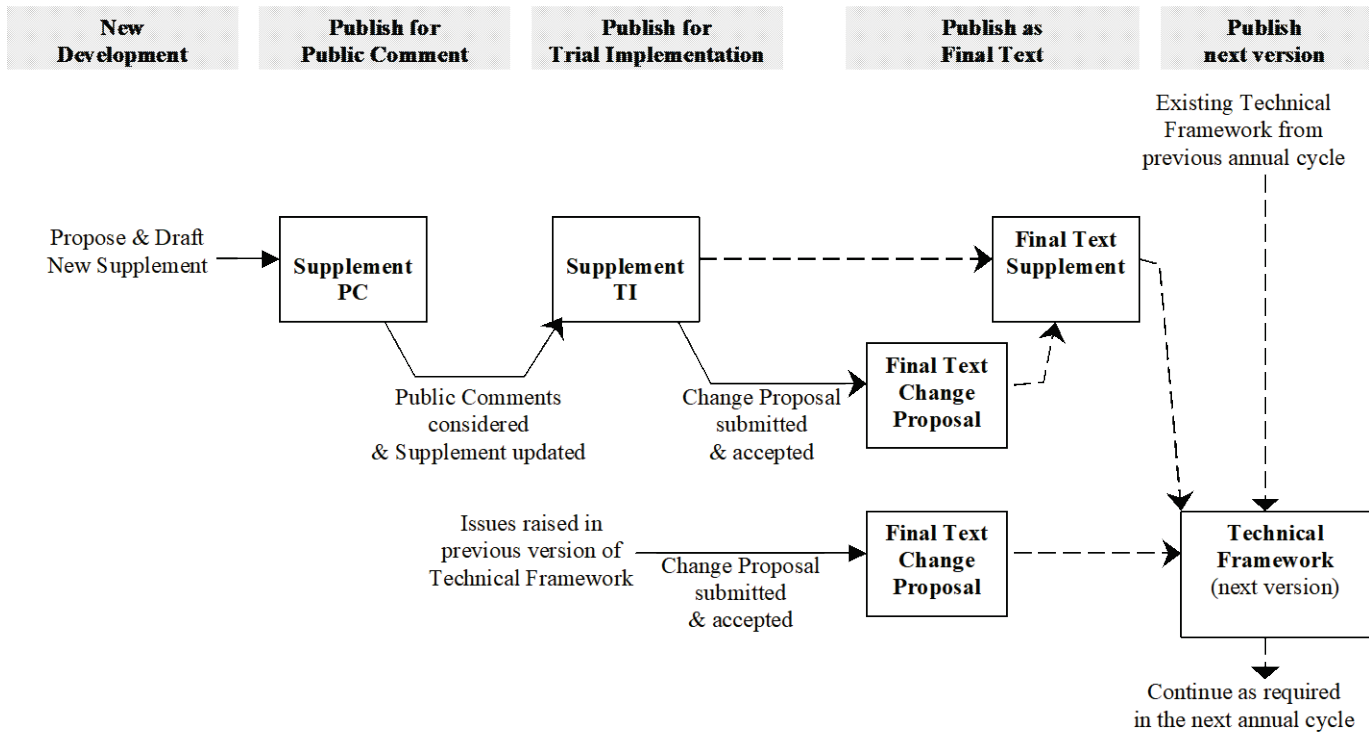 New
Development
Publish for
Public Comment
Publish for
Trial Implementation
Publish as
Final Text
Publish
next version
Existing Technical
Framework from
previous annual cycle
Propose & Draft
New Supplement
Supplement
PC
Supplement
TI
Final Text
Supplement
Public Comments
considered
& Supplement updated
Change Proposal
submitted
& accepted
Final Text
Change
Proposal
Issues raised in
previous version of
Technical Framework
Change Proposal
submitted
& accepted
Final Text
Change
Proposal
Technical
Framework
(next version)
Continue as required
in the next annual cycle